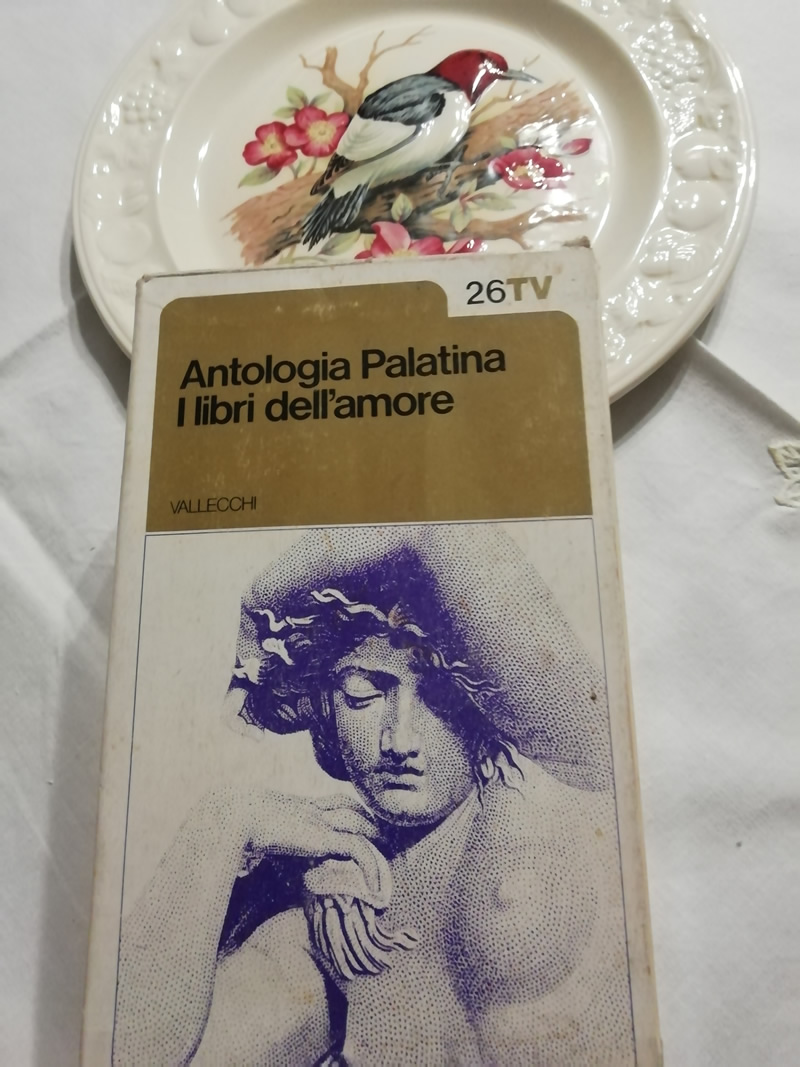 26TV
Antologia Palatina
I libri dell'amore
VALLECCHI